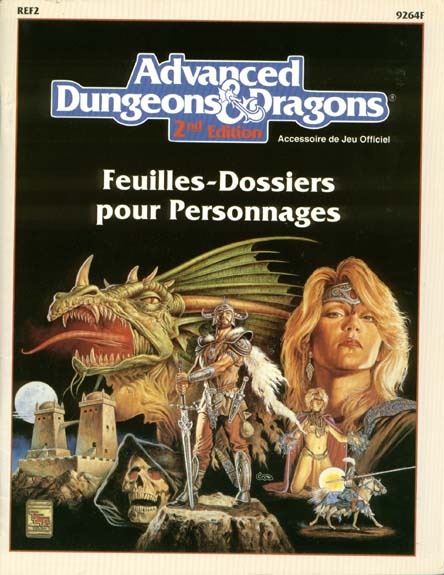 REF2
9264F
Advanced
Dungeons & Dragons®
2nd Edition
Accessoire de Jeu Officiel
Feuilles-Dossiers
pour Personnages